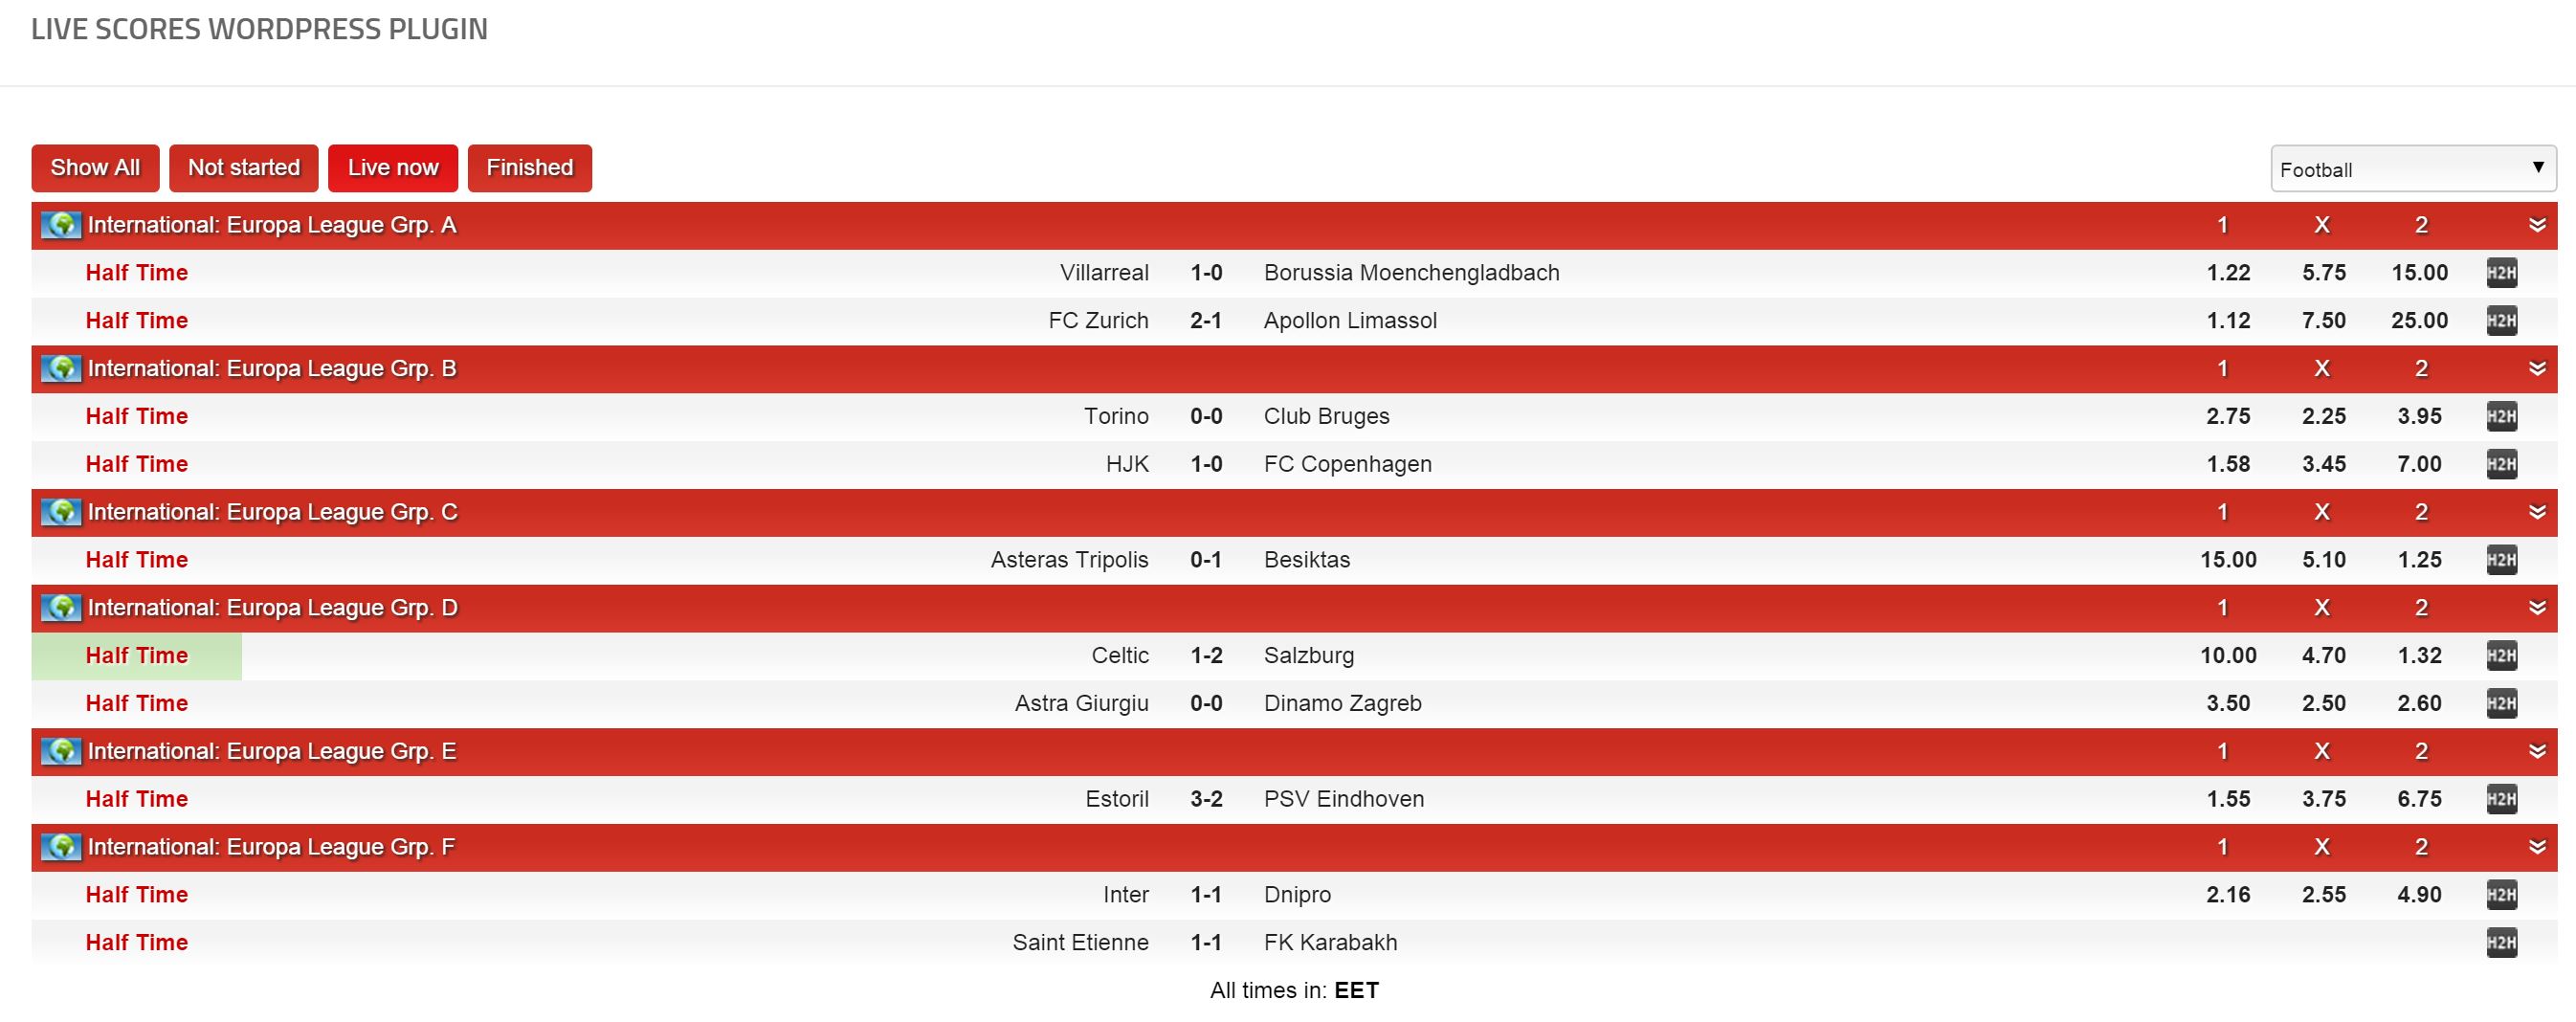 LIVE SCORES WORDPRESS PLUGIN
Show All Not started Live now Finished Football
International: Europa League Grp. A 1 X 2
Half Time Villarreal 1-0 Borussia Moenchengladbach 1.22 5.75 15.00 H2H
Half Time FC Zurich 2-1 Apollon Limassol 1.12 7.50 25.00 H2H
International: Europa League Grp. B 1 X 2
Half Time Torino 0-0 Club Bruges 2.75 2.25 3.95 H2H
Half Time HJK 1-0 FC Copenhagen 1.58 3.45 7.00 H2H
International: Europa League Grp. C 1 X 2
Half Time Asteras Tripolis 0-1 Besiktas 15.00 5.10 1.25 H2H
International: Europa League Grp. D 1 X 2
Half Time Celtic 1-2 Salzburg 10.00 4.70 1.32 H2H
Half Time Astra Giurgiu 0-0 Dinamo Zagreb 3.50 2.50 2.60 H2H
International: Europa League Grp. E 1 X 2
Half Time Estoril 3-2 PSV Eindhoven 1.55 3.75 6.75 H2H
International: Europa League Grp. F 1 X 2
Half Time Inter 1-1 Dnipro 2.16 2.55 4.90 H2H
Half Time Saint Etienne 1-1 FK Karabakh H2H
All times in: EET